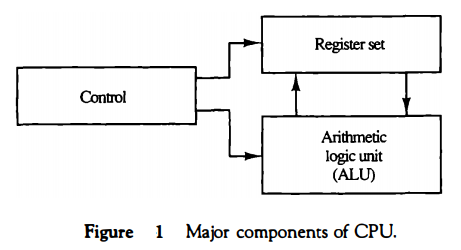 Register set
Control
Arithmetic
logic unit
(ALU)
Figure 1 Major components of CPU.